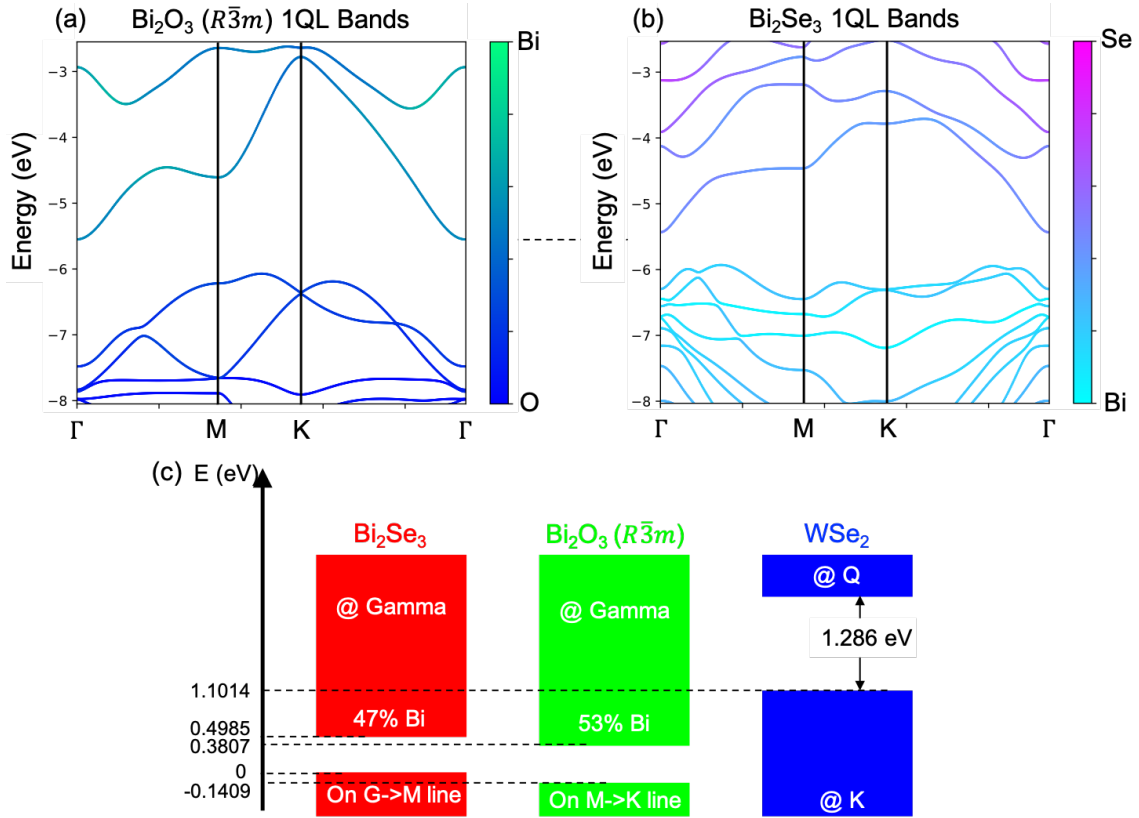 (a) Bi₂O₃ (R3̅m) 1QL Bands
Energy (eV)
−3
−4
−5
−6
−7
−8
Γ M K Γ
Bi
O
(b) Bi₂Se₃ 1QL Bands
Energy (eV)
−3
−4
−5
−6
−7
−8
Γ M K Γ
Se
Bi
(c) E (eV)
Bi₂Se₃ Bi₂O₃ (R3̅m) WSe₂
@ Gamma @ Gamma @ Q
1.286 eV
1.1014
47% Bi 53% Bi
0.4985
0.3807
0
-0.1409
On G->M line On M->K line @ K